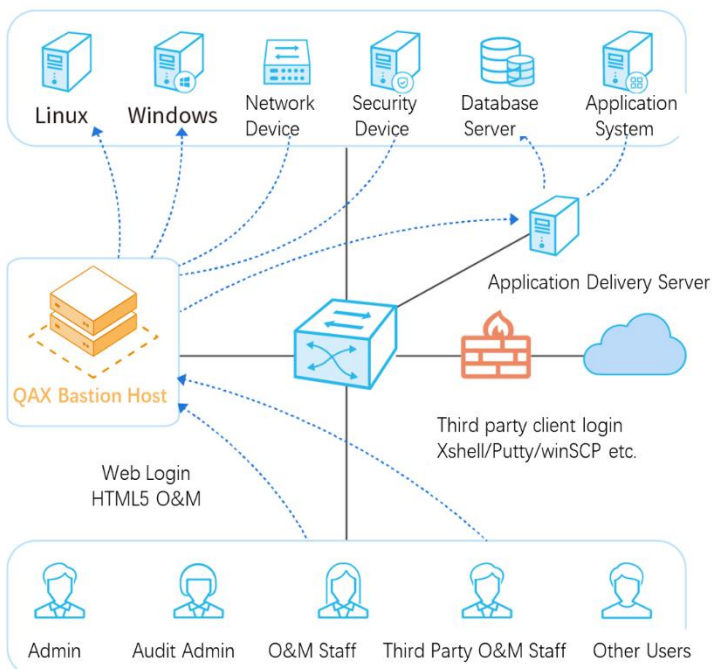 Linux
Windows
Network
Device
Security
Device
Database
Server
Application
System
Application Delivery Server
QAX Bastion Host
Third party client login
Xshell/Putty/winSCP etc.
Web Login
HTML5 O&M
Admin
Audit Admin
O&M Staff
Third Party O&M Staff
Other Users